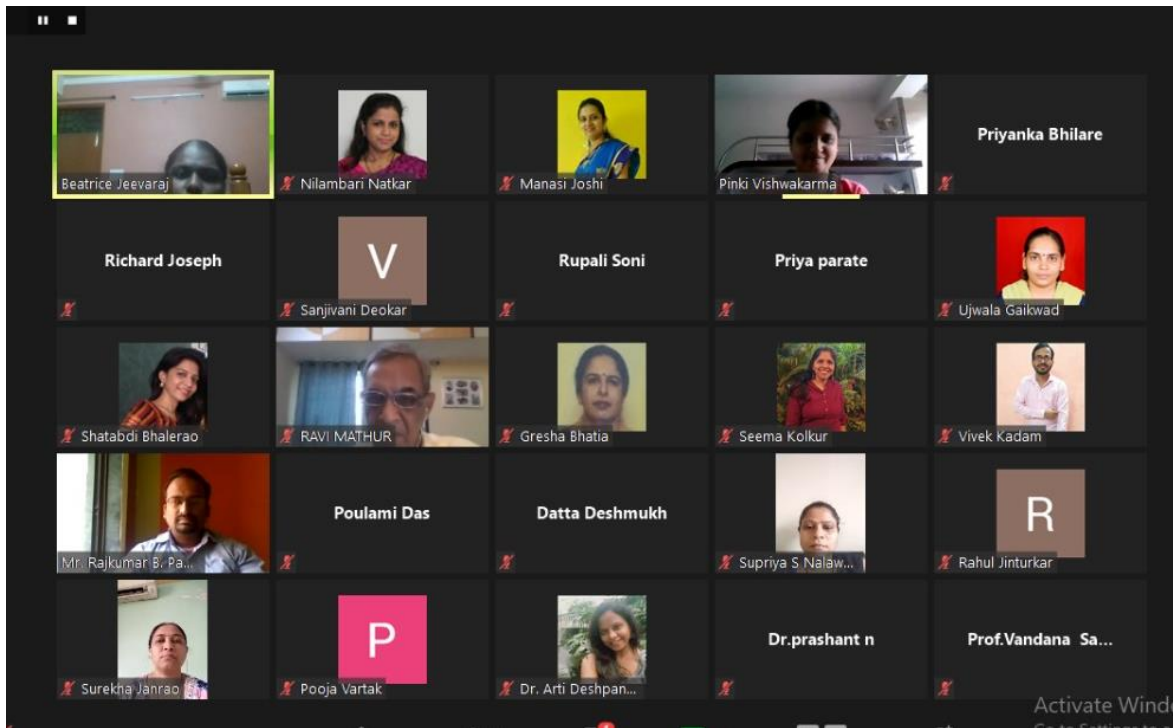 Beatrice Jeevaraj
Nilambari Natkar
Manasi Joshi
Pinki Vishwakarma
Priyanka Bhilare
Richard Joseph
V
Sanjivani Deokar
Rupali Soni
Priya parate
Ujwala Gaikwad
Shatabdi Bhalerao
RAVI MATHUR
Gresha Bhatia
Seema Kolkur
Vivek Kadam
Mr. Rajkumar B. Pa...
Poulami Das
Datta Deshmukh
Supriya S Nalaw...
R
Rahul Jinturkar
Surekha Janrao
P
Pooja Vartak
Dr. Arti Deshpan...
Dr.prashant n
Prof.Vandana Sa...
Activate Wind